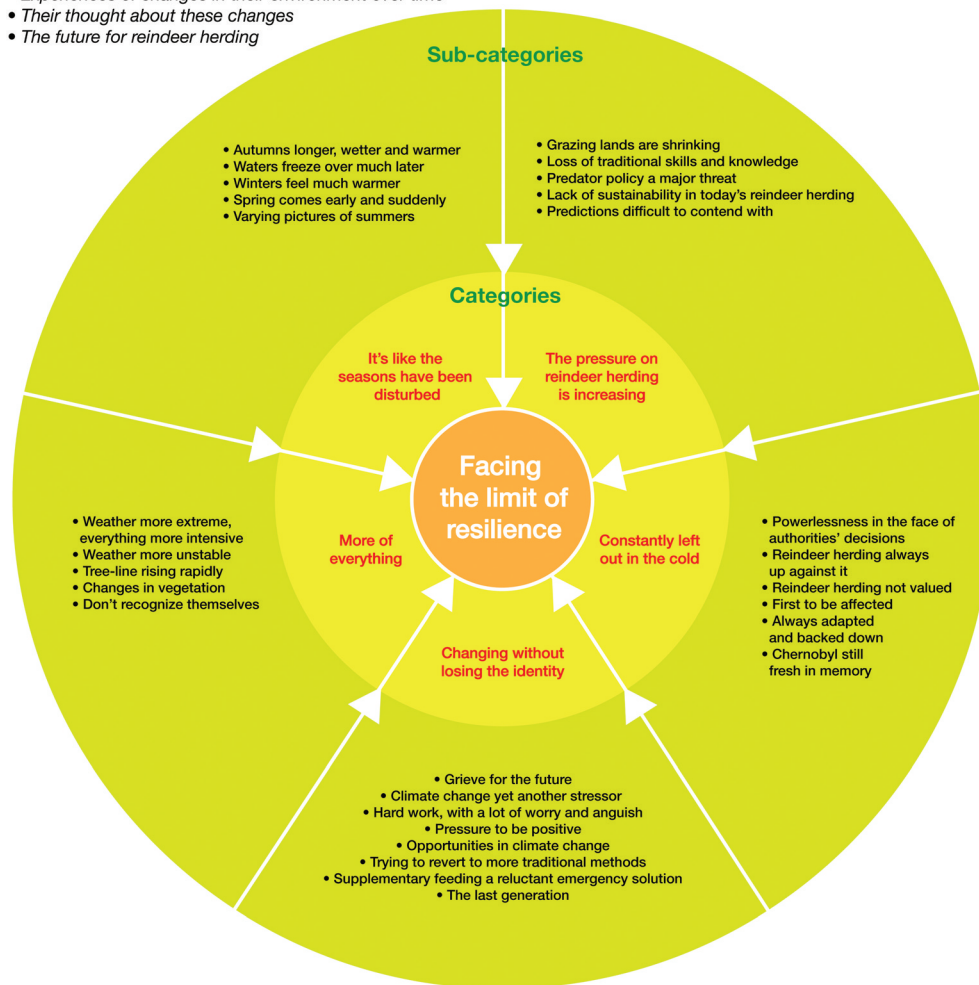 • Their thought about these changes
• The future for reindeer herding
Sub-categories
• Autumns longer, wetter and warmer
• Waters freeze over much later
• Winters feel much warmer
• Spring comes early and suddenly
• Varying pictures of summers
• Grazing lands are shrinking
• Loss of traditional skills and knowledge
• Predator policy a major threat
• Lack of sustainability in today's reindeer herding
• Predictions difficult to contend with
Categories
It's like the
seasons have been
disturbed
The pressure on
reindeer herding
is increasing
Facing
the limit of
resilience
More of
everything
Constantly left
out in the cold
Changing without
losing the identity
• Weather more extreme,
everything more intensive
• Weather more unstable
• Tree-line rising rapidly
• Changes in vegetation
• Don't recognize themselves
• Powerlessness in the face of
authorities' decisions
• Reindeer herding always
up against it
• Reindeer herding not valued
• First to be affected
• Always adapted
and backed down
• Chernobyl still
fresh in memory
• Grieve for the future
• Climate change yet another stressor
• Hard work, with a lot of worry and anguish
• Pressure to be positive
• Opportunities in climate change
• Trying to revert to more traditional methods
• Supplementary feeding a reluctant emergency solution
• The last generation